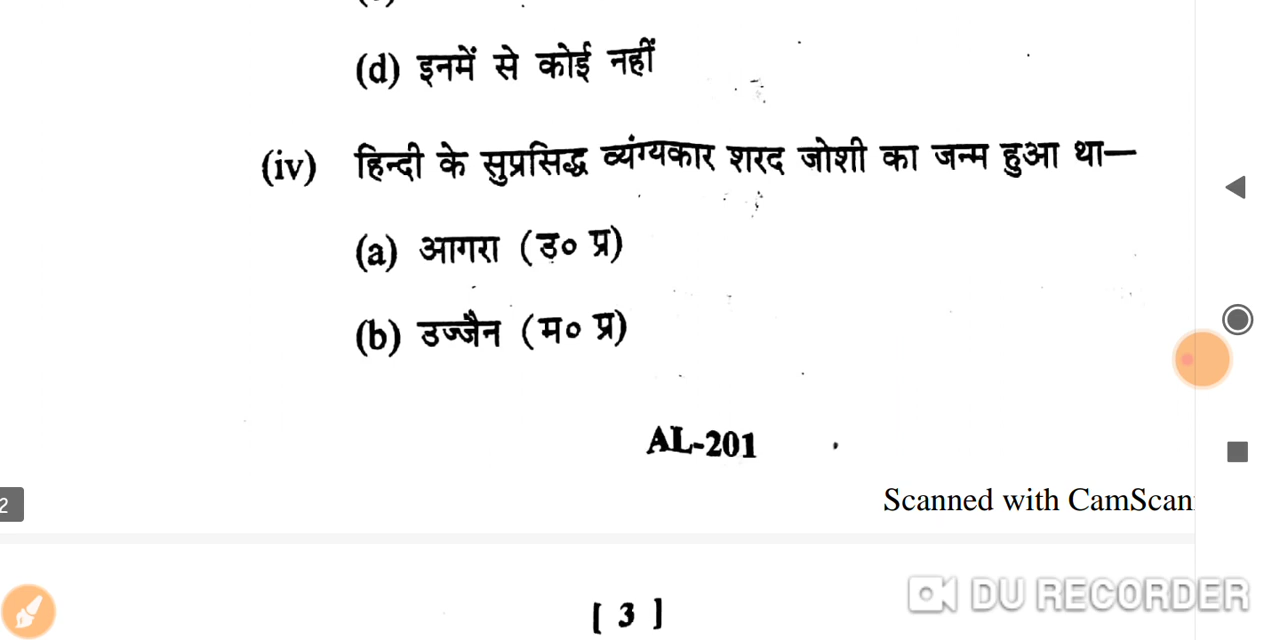 (d) इनमें से कोई नहीं
(iv) हिन्दी के सुप्रसिद्ध व्यंग्यकार शरद जोशी का जन्म हुआ था—
(a) आगरा (उ० प्र)
(b) उज्जैन (म० प्र)
AL-201
2
Scanned with CamScan
[ 3 ]
DU RECORDER